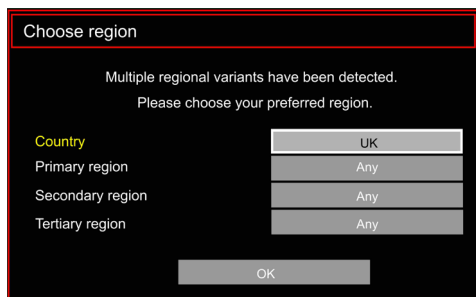 Choose region
Multiple regional variants have been detected.
Please choose your preferred region.
Country UK
Primary region Any
Secondary region Any
Tertiary region Any
OK